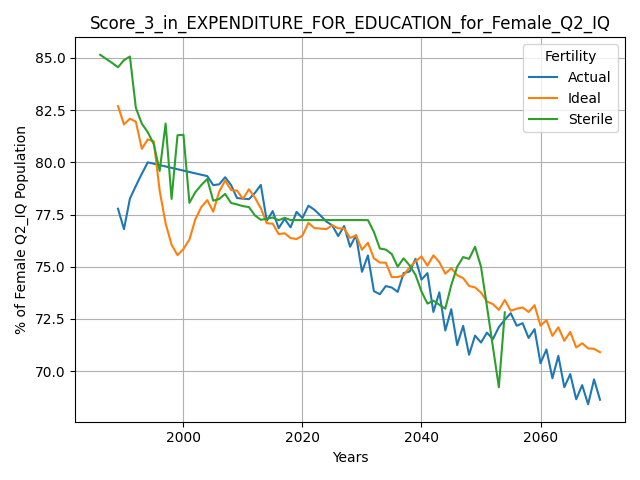 Score_3_in_EXPENDITURE_FOR_EDUCATION_for_Female_Q2_IQ
Fertility
Actual
Ideal
Sterile
% of Female Q2_IQ Population
85.0
82.5
80.0
77.5
75.0
72.5
70.0
2000 2020 2040 2060
Years